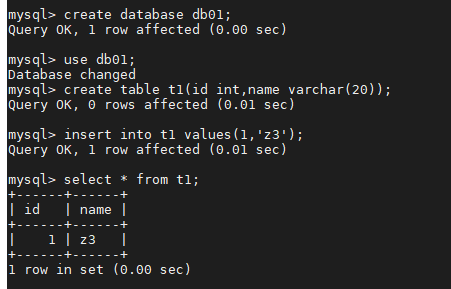 mysql> create database db01;
Query OK, 1 row affected (0.00 sec)

mysql> use db01;
Database changed
mysql> create table t1(id int,name varchar(20));
Query OK, 0 rows affected (0.01 sec)

mysql> insert into t1 values(1,'z3');
Query OK, 1 row affected (0.01 sec)

mysql> select * from t1;
+------+------+
| id   | name |
+------+------+
|    1 | z3   |
+------+------+
1 row in set (0.00 sec)